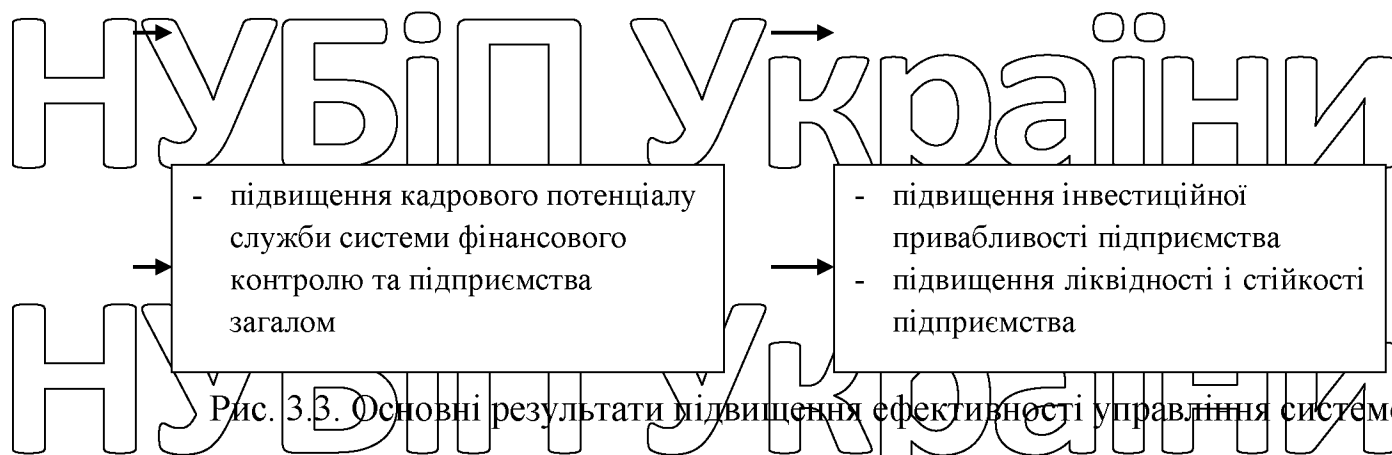 НУБіП України
- підвищення кадрового потенціалу
служби системи фінансового
контролю та підприємства
загалом
- підвищення інвестиційної
привабливості підприємства
- підвищення ліквідності і стійкості
підприємства
НУБіП України
Рис. 3.3. Основні результати підвищення ефективності управління систем